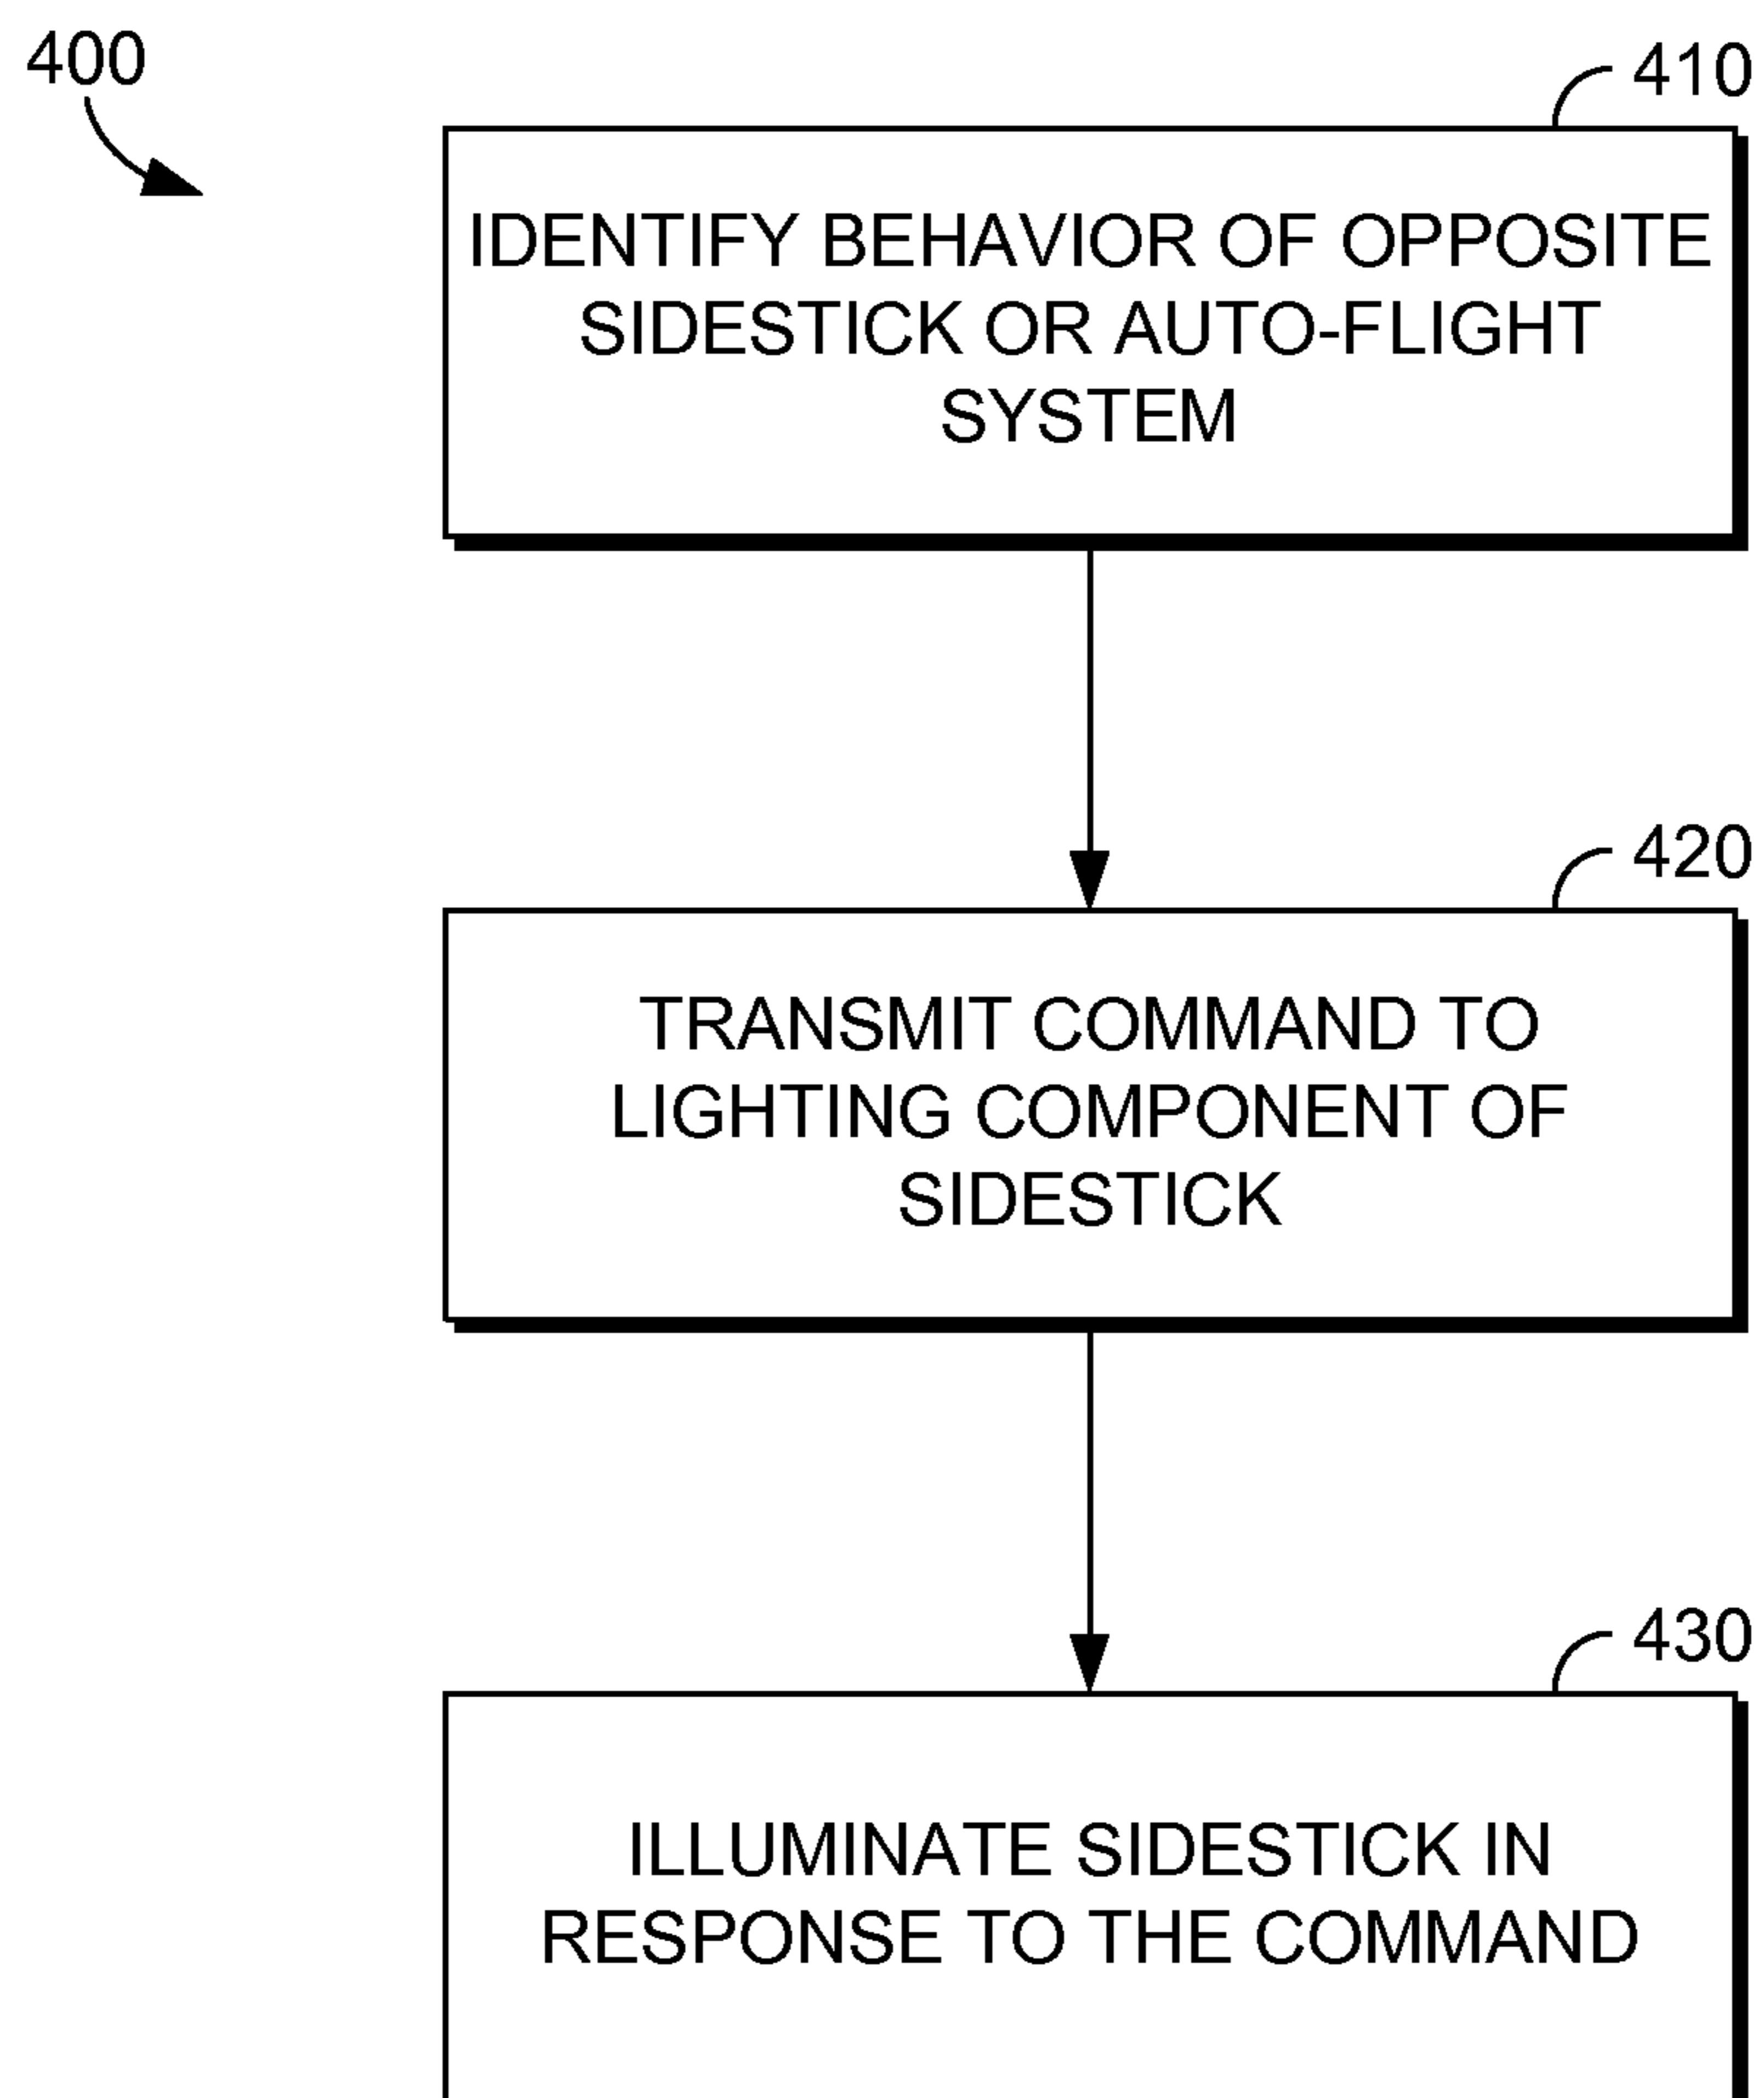 400
410
IDENTIFY BEHAVIOR OF OPPOSITE
SIDESTICK OR AUTO-FLIGHT
SYSTEM
420
TRANSMIT COMMAND TO
LIGHTING COMPONENT OF
SIDESTICK
430
ILLUMINATE SIDESTICK IN
RESPONSE TO THE COMMAND